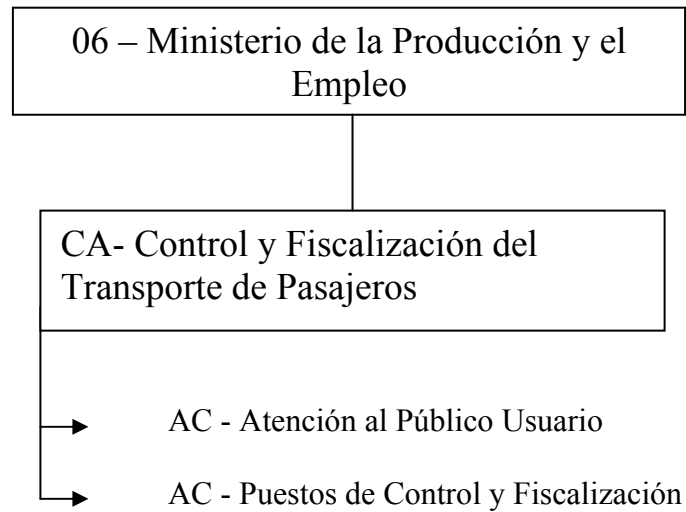 06 – Ministerio de la Producción y el
Empleo
CA- Control y Fiscalización del
Transporte de Pasajeros
AC - Atención al Público Usuario
AC - Puestos de Control y Fiscalización